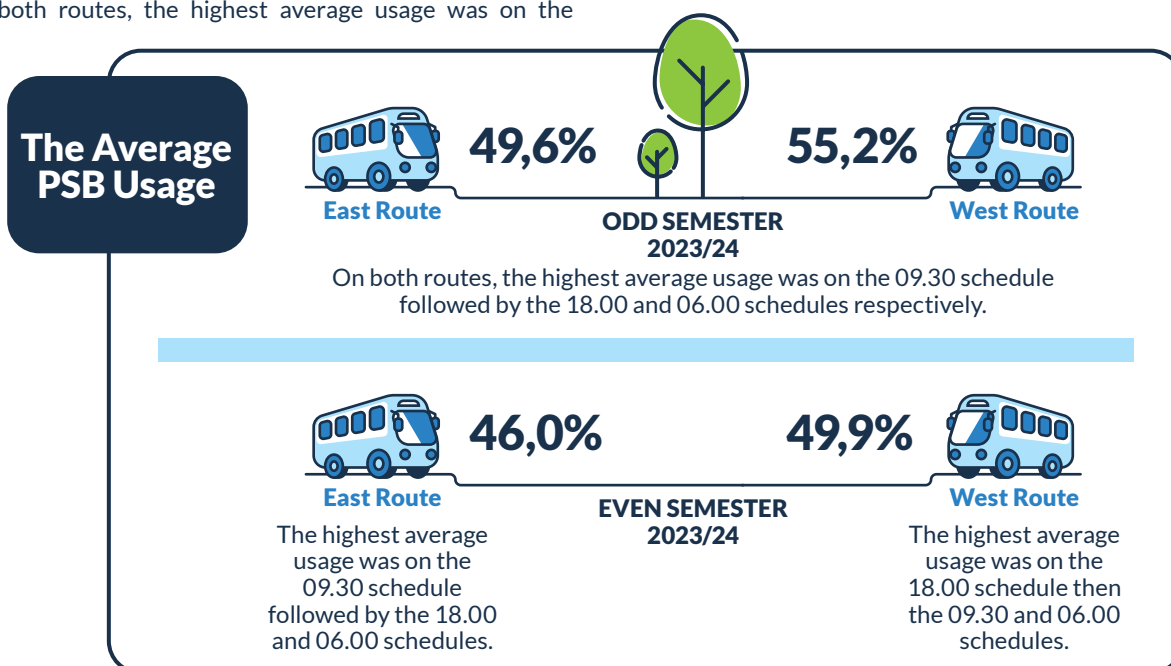 both routes, the highest average usage was on the
The Average
PSB Usage
49,6%
55,2%
East Route
West Route
ODD SEMESTER
2023/24
On both routes, the highest average usage was on the 09.30 schedule
followed by the 18.00 and 06.00 schedules respectively.
46,0%
49,9%
East Route
West Route
EVEN SEMESTER
2023/24
The highest average
usage was on the
09.30 schedule
followed by the 18.00
and 06.00 schedules.
The highest average
usage was on the
18.00 schedule then
the 09.30 and 06.00
schedules.